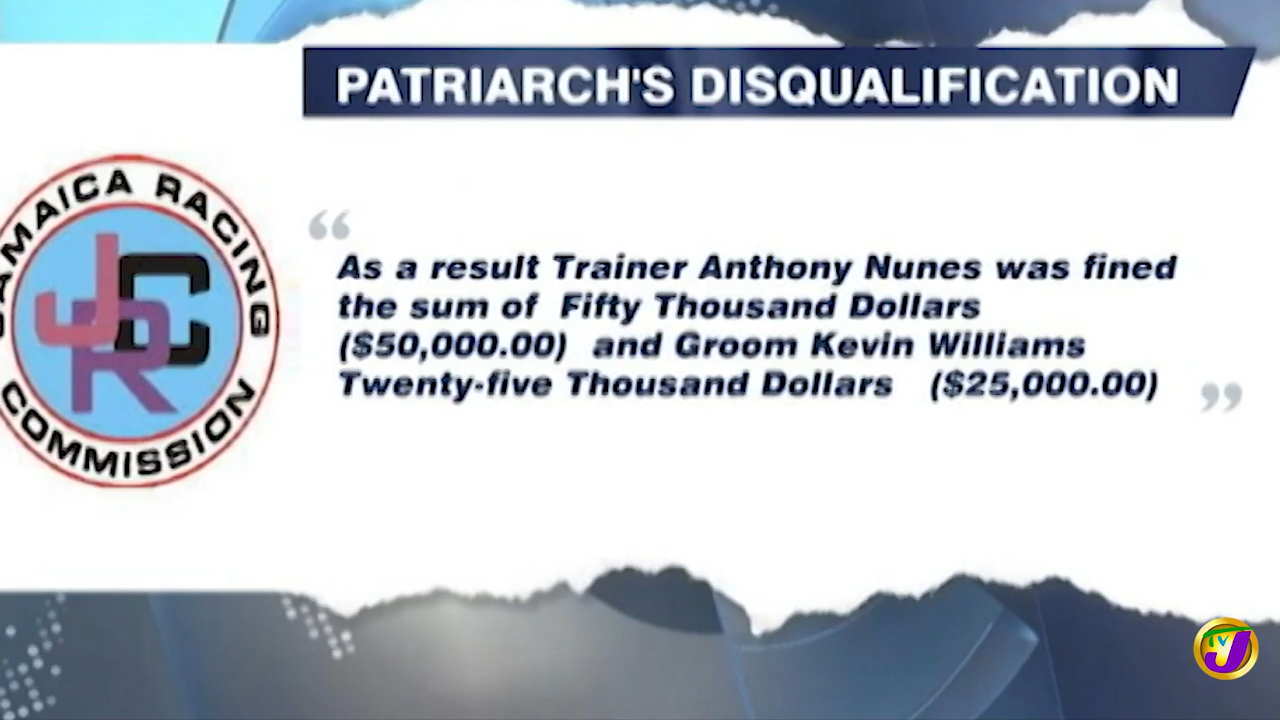 PATRIARCH'S DISQUALIFICATION
JAMAICA RACING
JRC
COMMISSION
“
As a result Trainer Anthony Nunes was fined
the sum of Fifty Thousand Dollars
($50,000.00) and Groom Kevin Williams
Twenty-five Thousand Dollars ($25,000.00)
”
TVJ